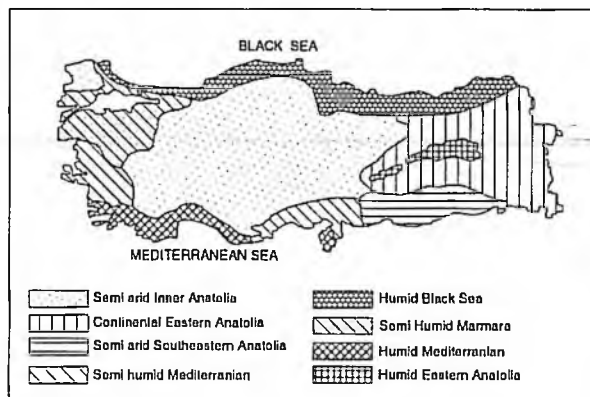 BLACK SEA
MEDITERRANEAN SEA
Semi arid Inner Anatolia
Continental Eastern Anatolia
Semi arid Southeastern Anatolia
Semi humid Mediterranian
Humid Black Sea
Semi Humid Marmara
Humid Mediterranian
Humid Eastern Anatolia